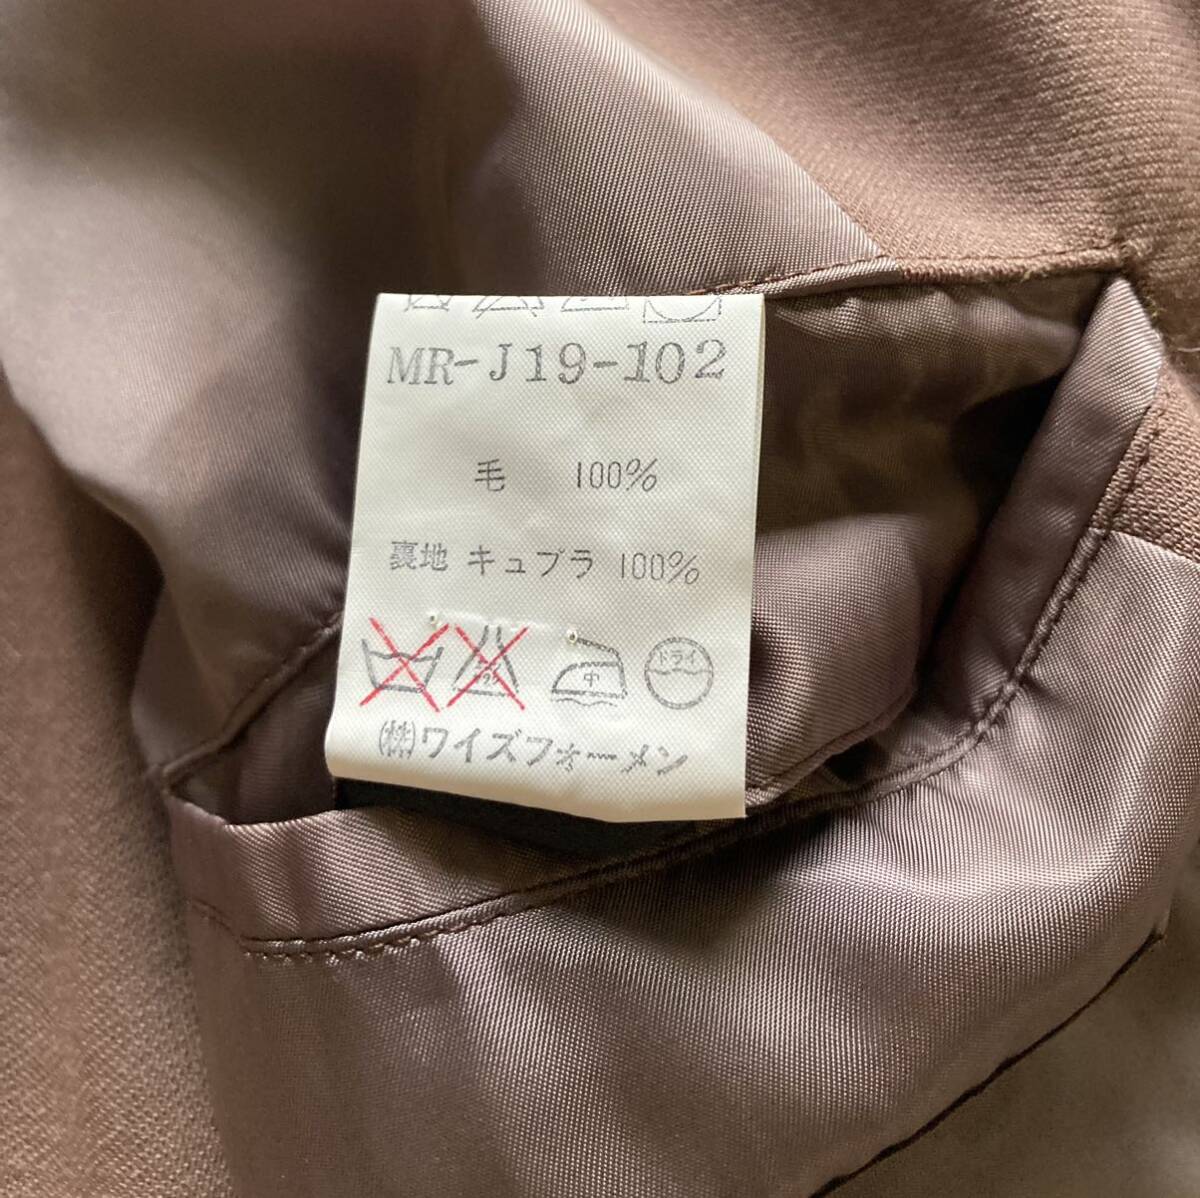 MR-J19-102
毛 100%
裏地 キュプラ 100%
中 ドライ
㈱ワイズフォーメン